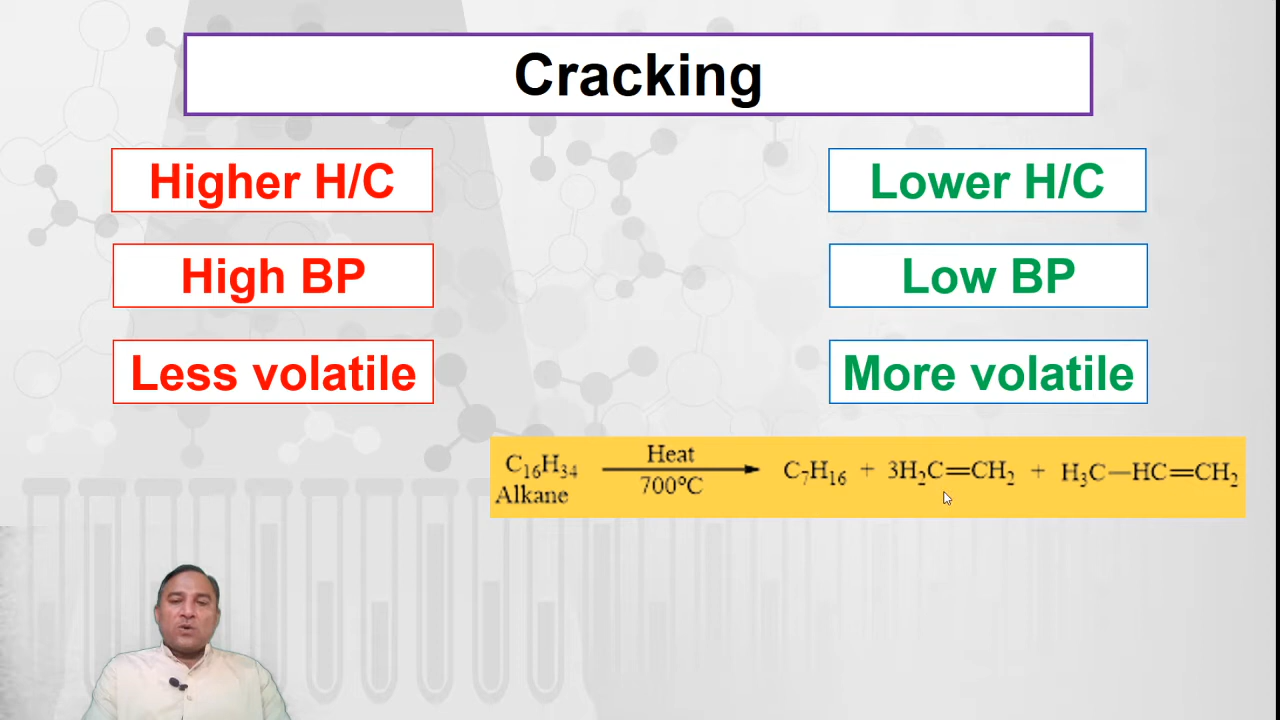 Cracking
Higher H/C
Lower H/C
High BP
Low BP
Less volatile
More volatile
C₁₆H₃₄ Heat C₇H₁₆ + 3H₂C=CH₂ + H₃C—HC=CH₂
Alkane 700°C